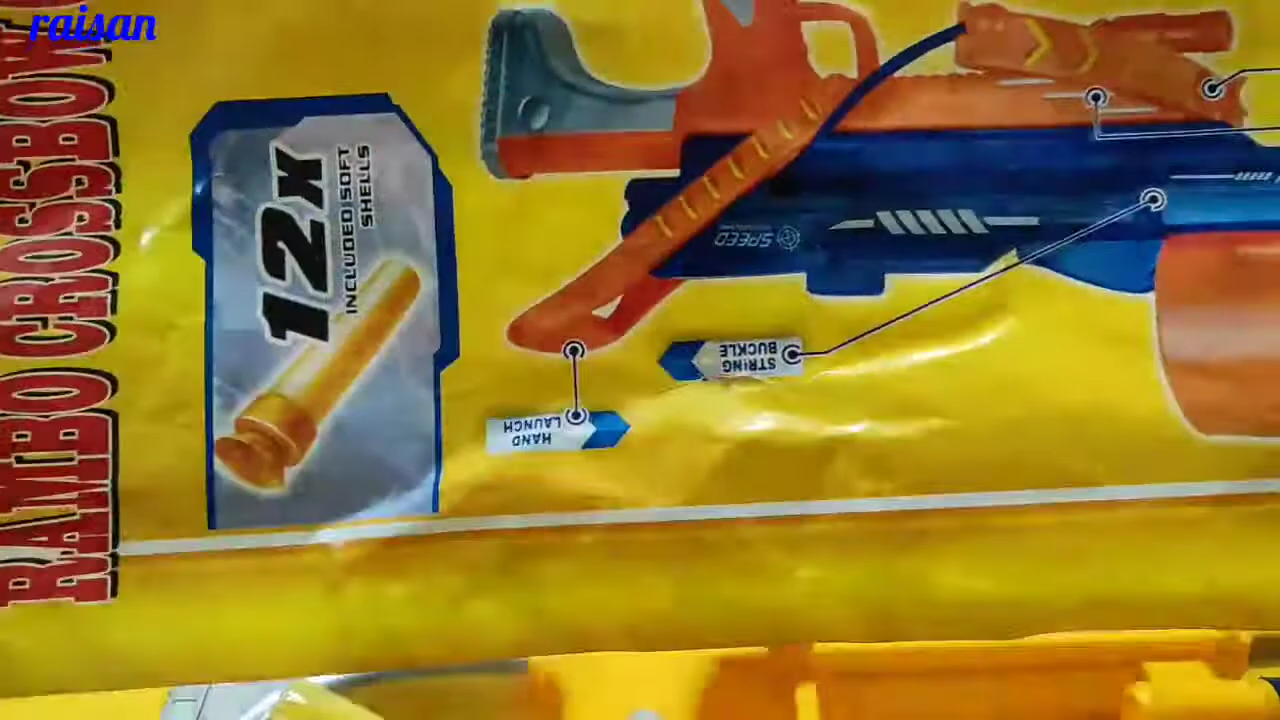 raisan
RAMBO CROSSBOW
12X
INCLUDED SOFT
SHELLS
SPEED
STRING
BUCKLE
HAND
LAUNCH